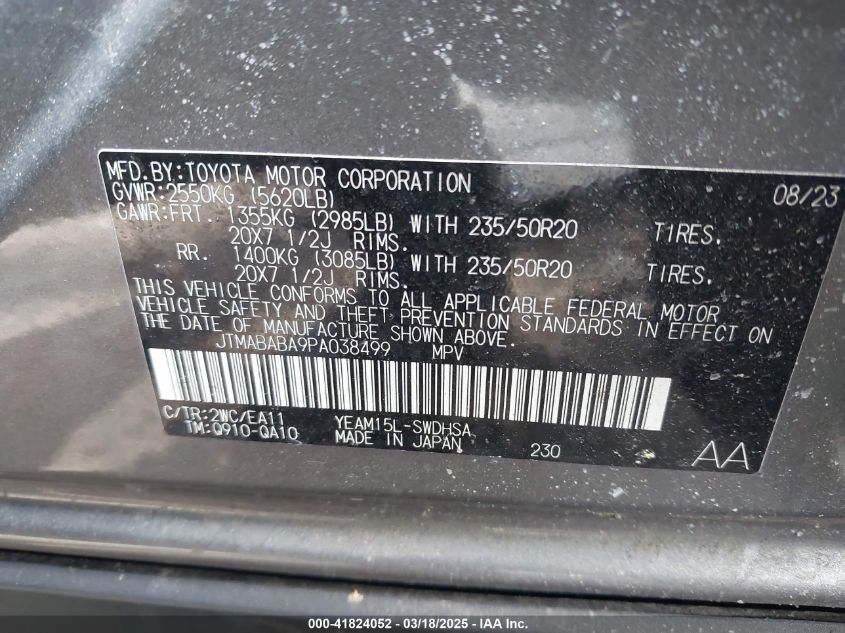 MFD.BY:TOYOTA MOTOR CORPORATION 08/23
GVWR:2550KG (5620LB)
GAWR:FRT. 1355KG (2985LB) WITH 235/50R20 TIRES.
20X7 1/2J RIMS.
RR. 1400KG (3085LB) WITH 235/50R20 TIRES.
20X7 1/2J RIMS.
THIS VEHICLE CONFORMS TO ALL APPLICABLE FEDERAL MOTOR
VEHICLE SAFETY AND THEFT PREVENTION STANDARDS IN EFFECT ON
THE DATE OF MANUFACTURE SHOWN ABOVE.
JTMABABA9PA038499 MPV
C/TR:2WC/EA11 YEAM15L-SWDHSA
TM:Q910-QA10 MADE IN JAPAN 230 AA
000-41824052 - 03/18/2025 - IAA Inc.